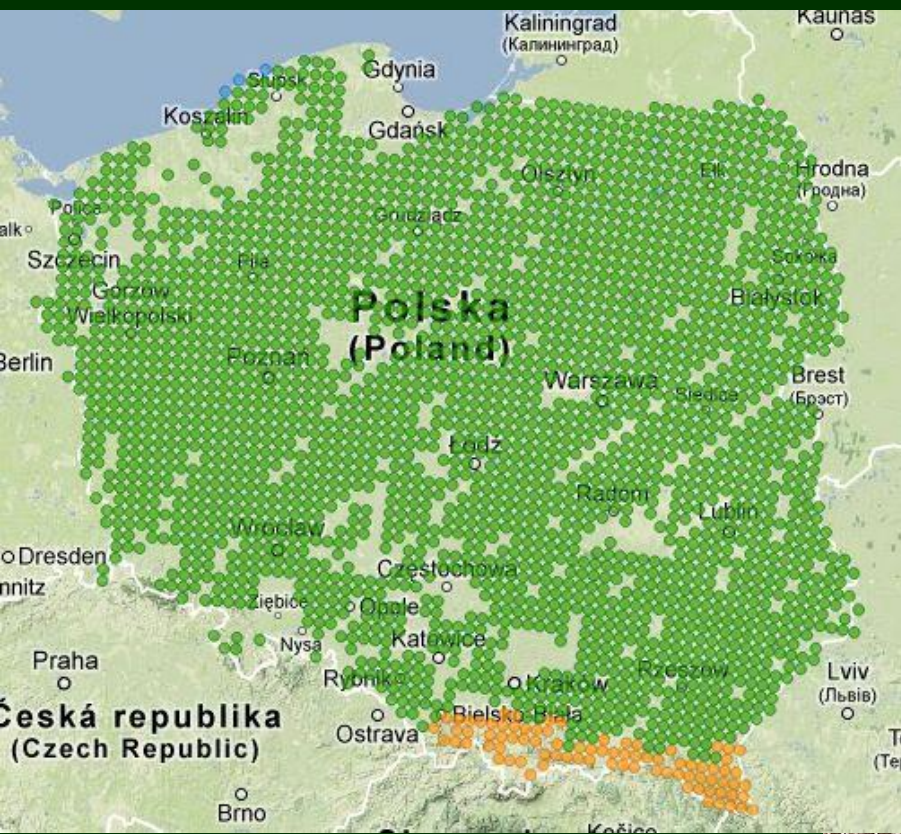 Kaliningrad
(Калининград)
Kaunas
Gdynia
Słupsk
Koszalin
Gdańsk
Olsztyn
Ełk
Hrodna
(Гродна)
Police
Grudziądz
Szczecin
Piła
Sokółka
Gorzów
Wielkopolski
Białystok
Polska
(Poland)
Berlin
Poznań
Warszawa
Siedlce
Brest
(Брэст)
Łódź
Radom
Lublin
Wrocław
Dresden
Częstochowa
Ziębice
Opole
Nysa
Katowice
Praha
Rybnik
Kraków
Rzeszów
Lviv
(Львів)
Česká republika
(Czech Republic)
Ostrava
Bielsko-Biała
Brno
Košice